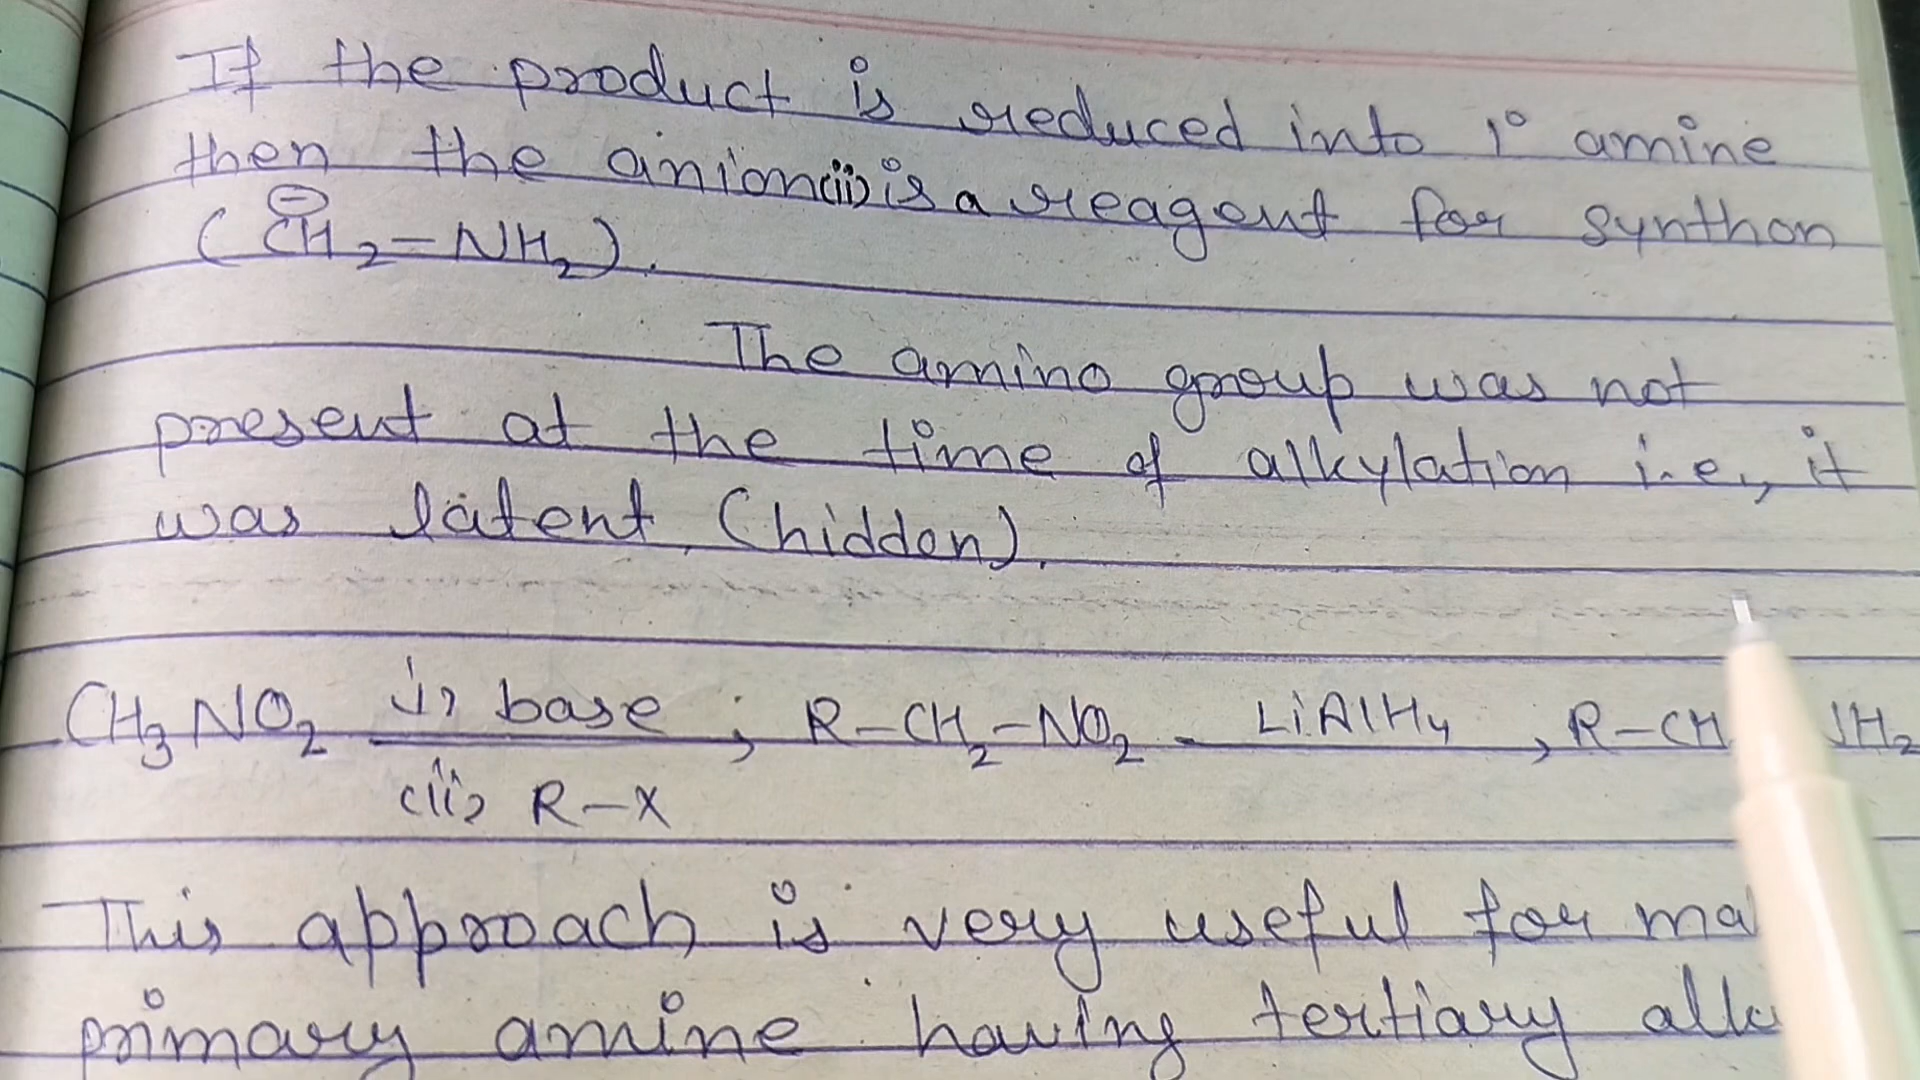 If the product is reduced into 1° amine
then the anion(ii) is a reagent for synthon
(⊖CH₂-NH₂).
The amino group was not
present at the time of alkylation i.e., it
was latent (hidden).
CH₃NO₂ (i) base ; R-CH₂-NO₂ LiAlH₄ , R-CH NH₂
(ii) R-X
This approach is very useful for
primary amine having tertiary